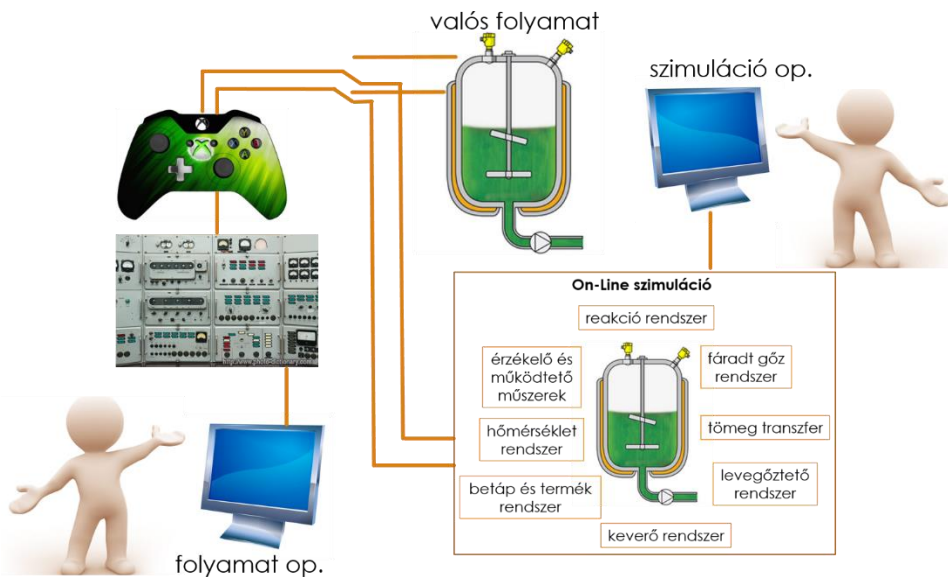 valós folyamat
szimuláció op.
On-Line szimuláció
reakció rendszer
érzékelő és
működtető
műszerek
fáradt gőz
rendszer
hőmérséklet
rendszer
tömeg transzfer
betáp és termék
rendszer
levegőztető
rendszer
keverő rendszer
folyamat op.